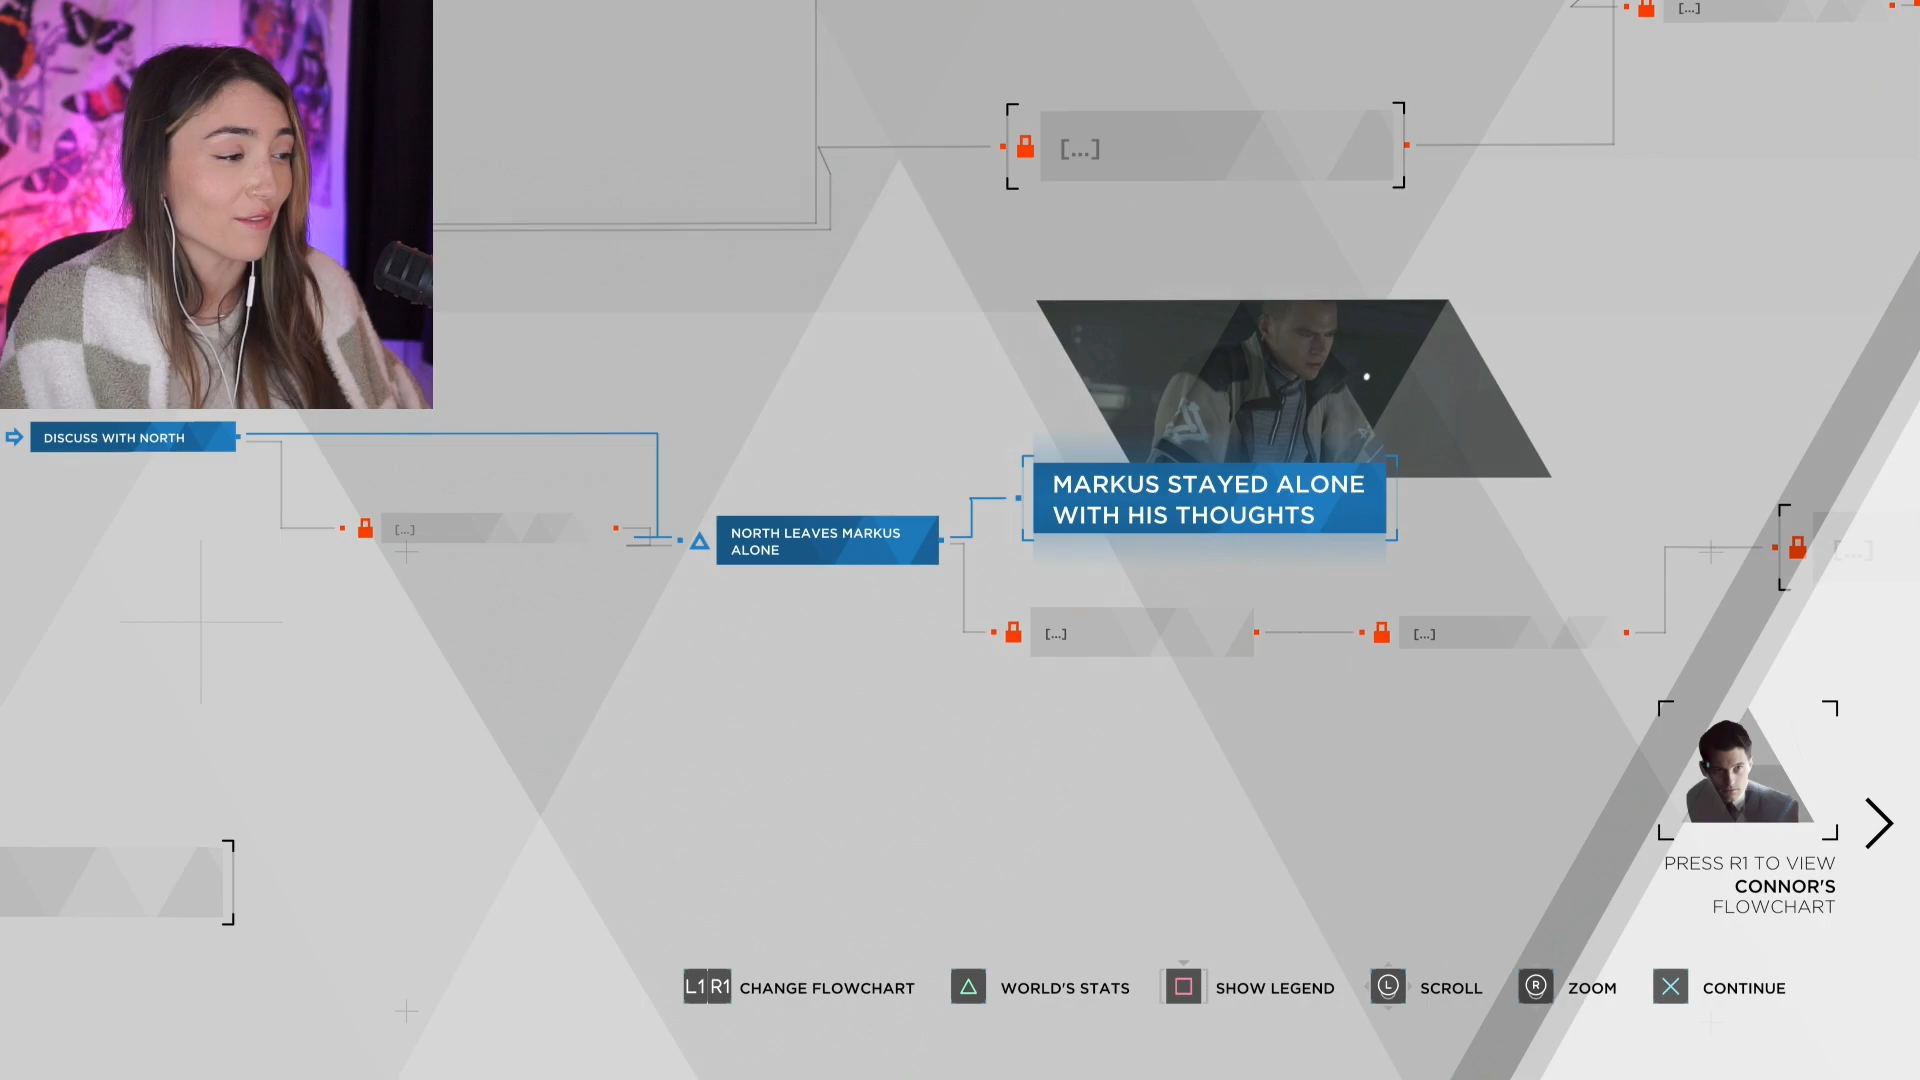 [...]
[...]
DISCUSS WITH NORTH
[...]
NORTH LEAVES MARKUS
ALONE
MARKUS STAYED ALONE
WITH HIS THOUGHTS
[...]
[...]
[...]
PRESS R1 TO VIEW
CONNOR'S
FLOWCHART
L1 R1 CHANGE FLOWCHART
WORLD'S STATS
SHOW LEGEND
L SCROLL
R ZOOM
CONTINUE